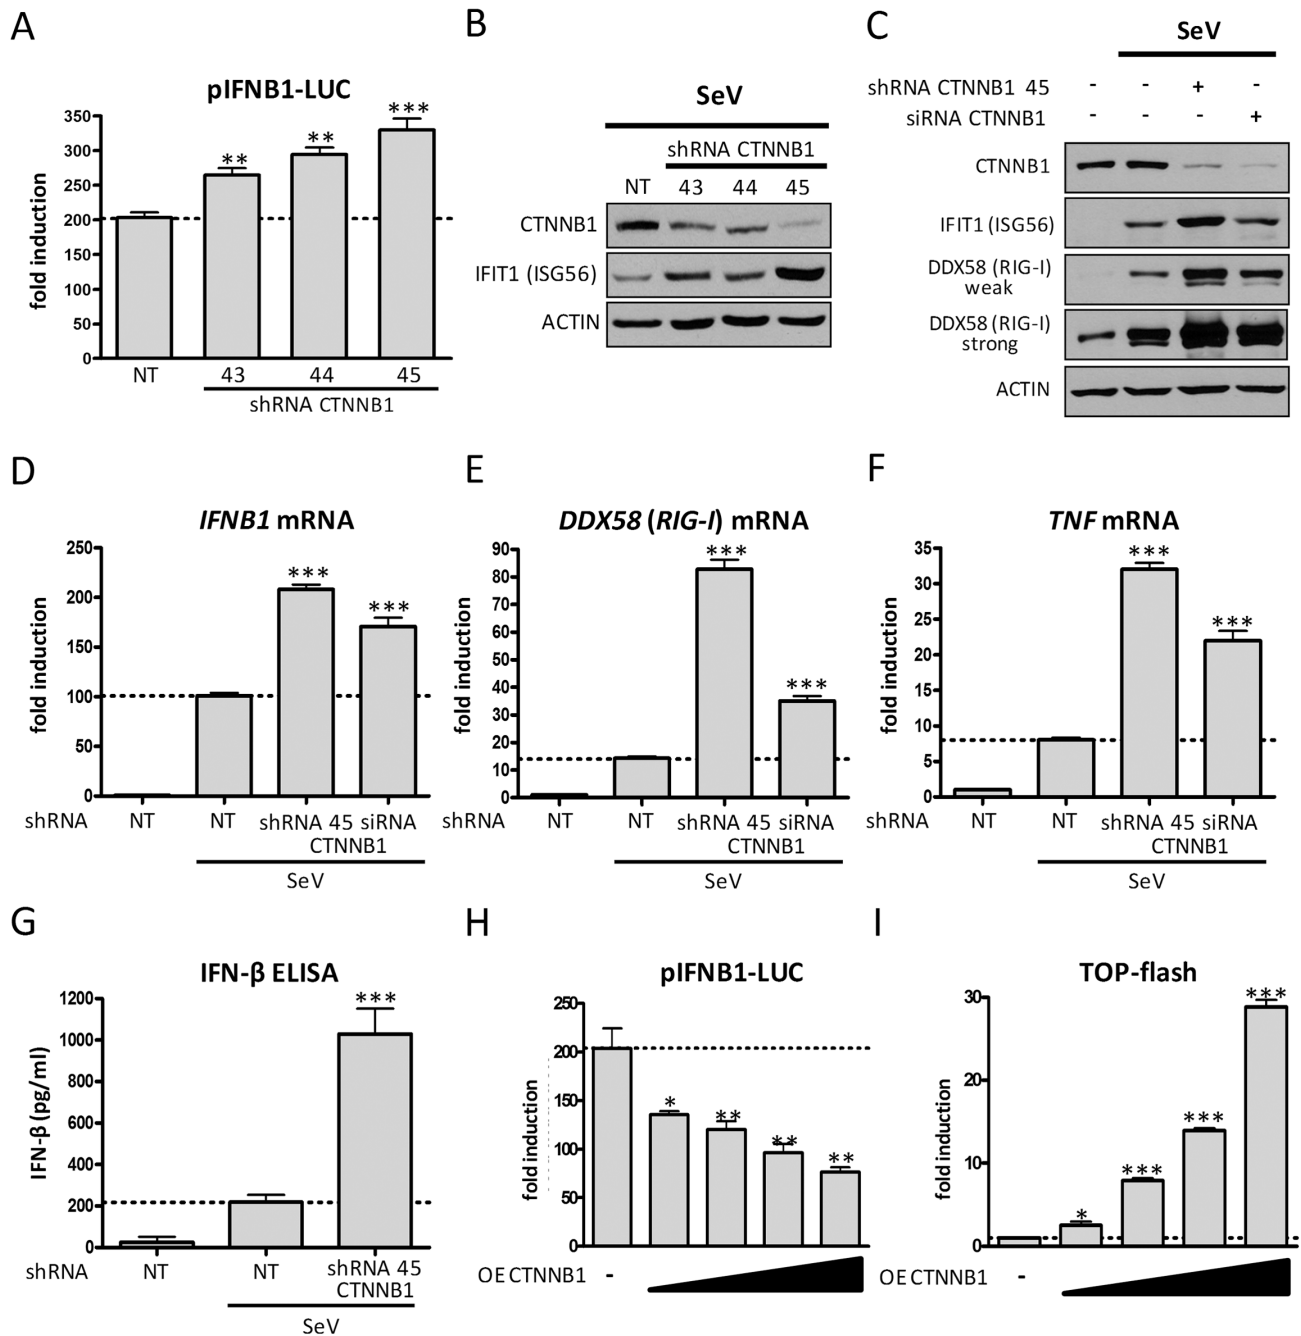 A
pIFNB1-LUC
fold induction
350
300
250
200
150
100
50
0
** ** ***
NT 43 44 45
shRNA CTNNB1
B
SeV
shRNA CTNNB1
NT 43 44 45
CTNNB1
IFIT1 (ISG56)
ACTIN
C
SeV
shRNA CTNNB1 45 - - + -
siRNA CTNNB1 - - - +
CTNNB1
IFIT1 (ISG56)
DDX58 (RIG-I)
weak
DDX58 (RIG-I)
strong
ACTIN
D
IFNB1 mRNA
fold induction
250
200
150
100
50
0
*** ***
shRNA NT NT shRNA 45 siRNA
CTNNB1
SeV
E
DDX58 (RIG-I) mRNA
fold induction
90
80
70
60
50
40
30
20
10
0
*** ***
shRNA NT NT shRNA 45 siRNA
CTNNB1
SeV
F
TNF mRNA
fold induction
35
30
25
20
15
10
5
0
*** ***
shRNA NT NT shRNA 45 siRNA
CTNNB1
SeV
G
IFN-β ELISA
IFN-β (pg/ml)
1200
1000
800
600
400
200
0
***
shRNA NT NT shRNA 45
CTNNB1
SeV
H
pIFNB1-LUC
fold induction
250
200
150
100
50
0
* ** ** **
OE CTNNB1 -
I
TOP-flash
fold induction
30
20
10
0
* *** *** ***
OE CTNNB1 -